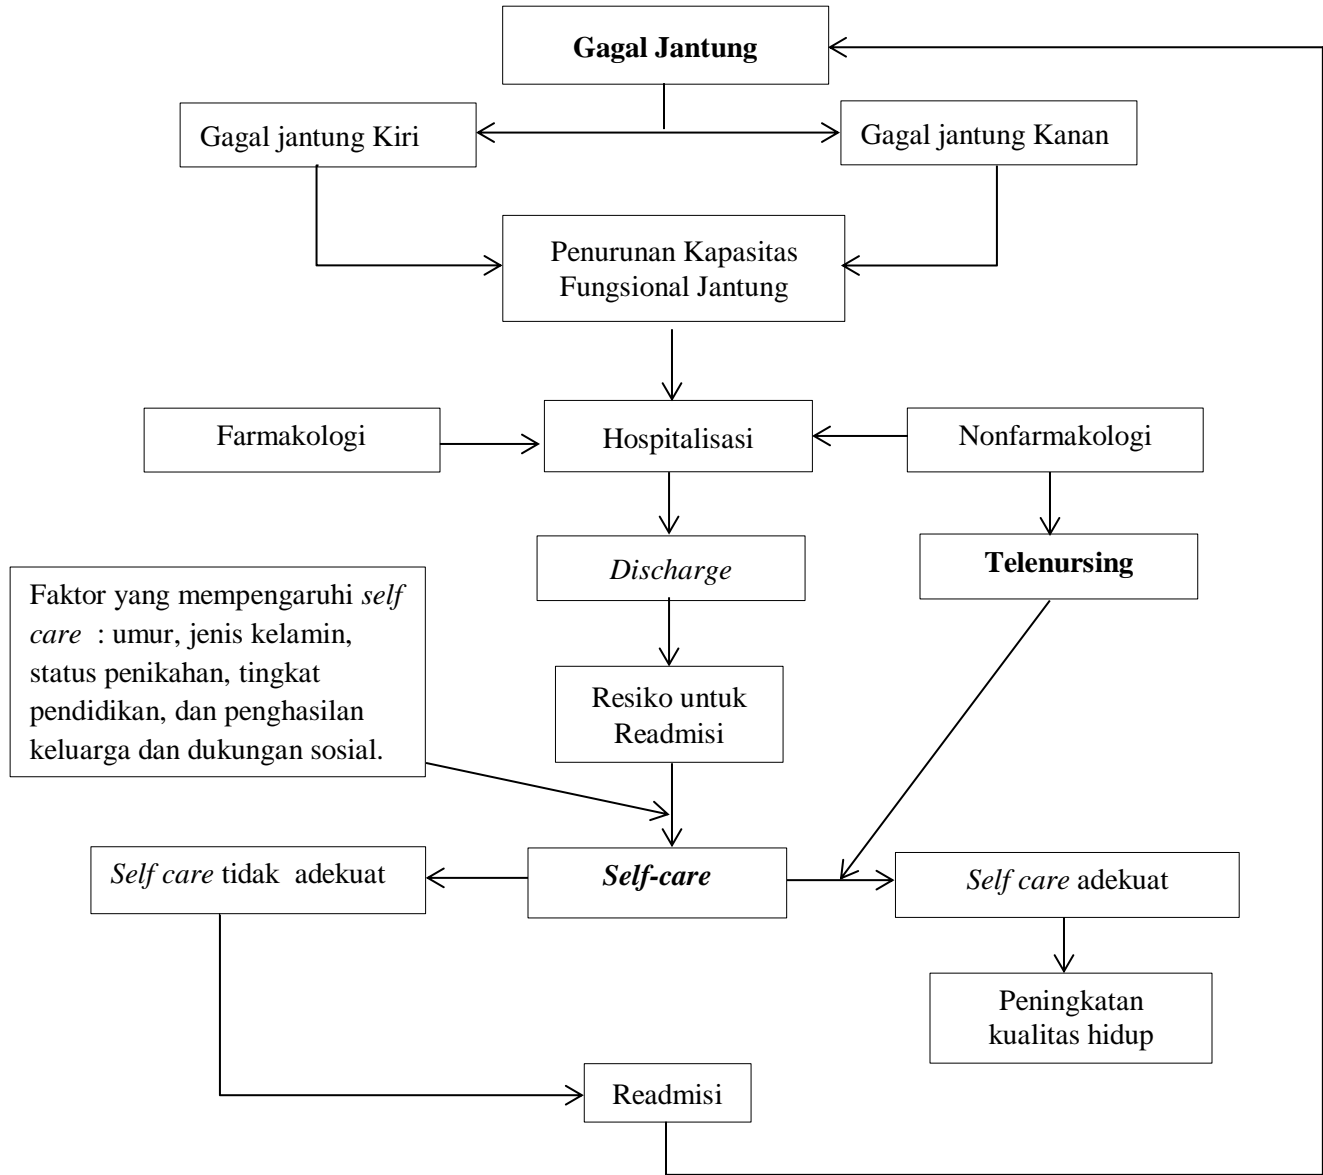 Gagal Jantung
Gagal jantung Kiri
Gagal jantung Kanan
Penurunan Kapasitas
Fungsional Jantung
Farmakologi
Hospitalisasi
Nonfarmakologi
Discharge
Telenursing
Faktor yang mempengaruhi self
care : umur, jenis kelamin,
status penikahan, tingkat
pendidikan, dan penghasilan
keluarga dan dukungan sosial.
Resiko untuk
Readmisi
Self care tidak adekuat
Self-care
Self care adekuat
Peningkatan
kualitas hidup
Readmisi